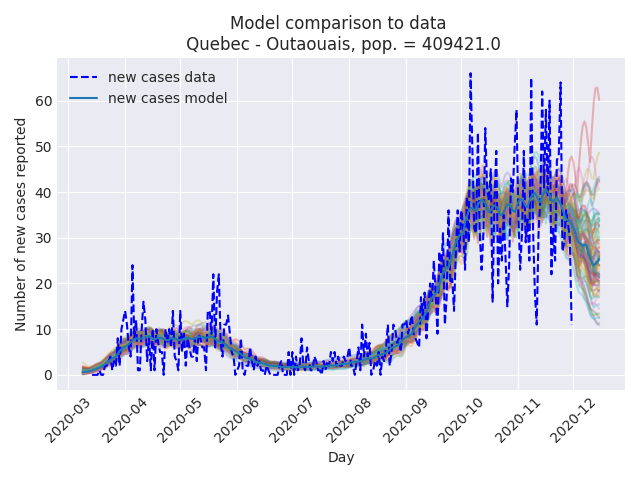 Model comparison to data
Quebec - Outaouais, pop. = 409421.0
new cases data
new cases model
Number of new cases reported
60
50
40
30
20
10
0
2020-03
2020-04
2020-05
2020-06
2020-07
2020-08
2020-09
2020-10
2020-11
2020-12
Day